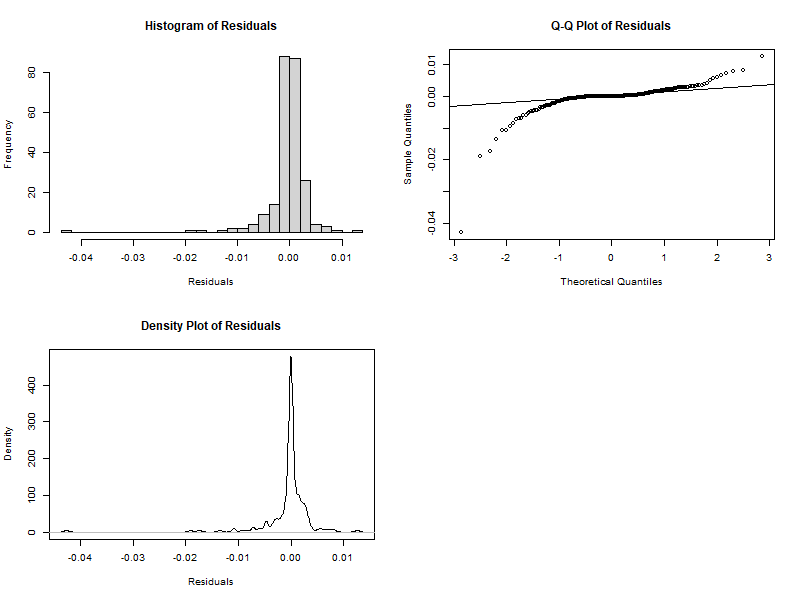 Histogram of Residuals
Frequency
80
60
40
20
0
-0.04 -0.03 -0.02 -0.01 0.00 0.01
Residuals
Q-Q Plot of Residuals
Sample Quantiles
0.01
0.00
-0.02
-0.04
-3 -2 -1 0 1 2 3
Theoretical Quantiles
Density Plot of Residuals
Density
400
300
200
100
0
-0.04 -0.03 -0.02 -0.01 0.00 0.01
Residuals